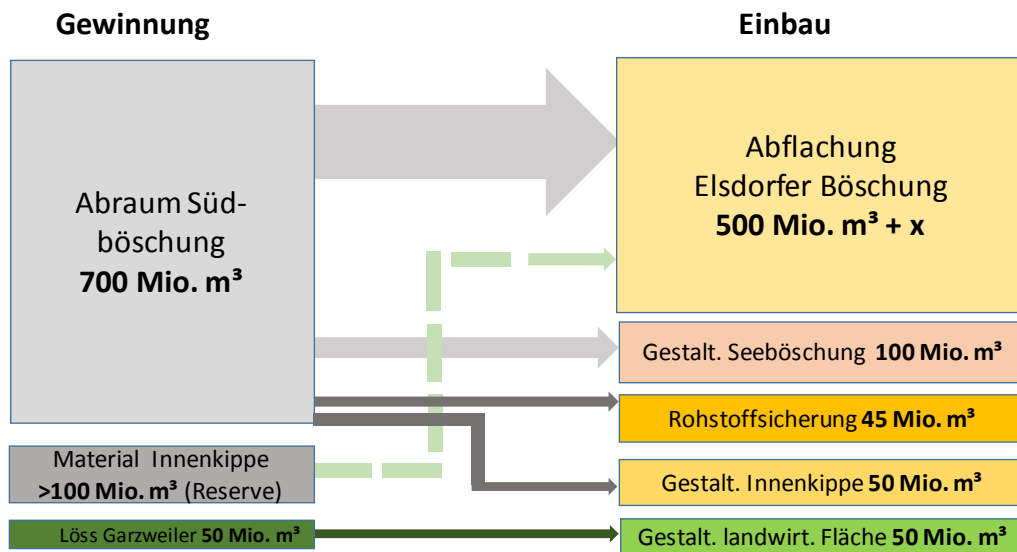 Gewinnung
Einbau
Abraum Süd-
böschung
700 Mio. m³
Material Innenkippe
>100 Mio. m³ (Reserve)
Löss Garzweiler 50 Mio. m³
Abflachung
Elsdorfer Böschung
500 Mio. m³ + x
Gestalt. Seeböschung 100 Mio. m³
Rohstoffsicherung 45 Mio. m³
Gestalt. Innenkippe 50 Mio. m³
Gestalt. landwirt. Fläche 50 Mio. m³